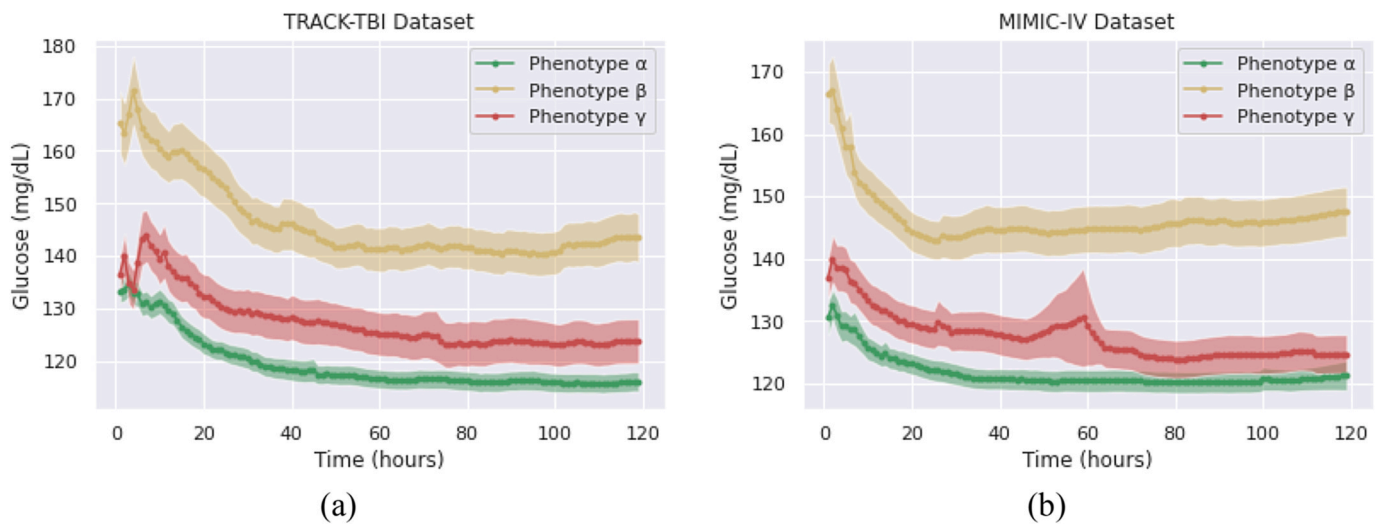 TRACK-TBI Dataset
180
170
160
150
140
130
120
Glucose (mg/dL)
Phenotype α
Phenotype β
Phenotype γ
0 20 40 60 80 100 120
Time (hours)
(a)
MIMIC-IV Dataset
170
160
150
140
130
120
Glucose (mg/dL)
Phenotype α
Phenotype β
Phenotype γ
0 20 40 60 80 100 120
Time (hours)
(b)